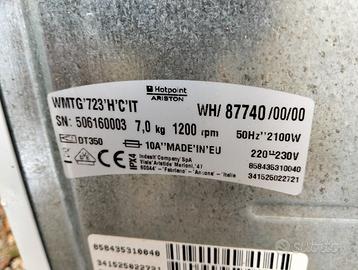 Hotpoint
ARISTON
WMTG'723'H'C'IT
WH/ 87740/00/00
SN: 506160003 7,0 kg 1200 rpm 50Hz''2100W
DT350 10A''MADE'IN'EU 220~230V
IPX4
Indesit Company'SpA
Viale'Aristide'Merloni,'47
60044'-'Fabriano'-'Ancona'-'Italia
858435310040
341525022721
858435310040
341525022721
subito